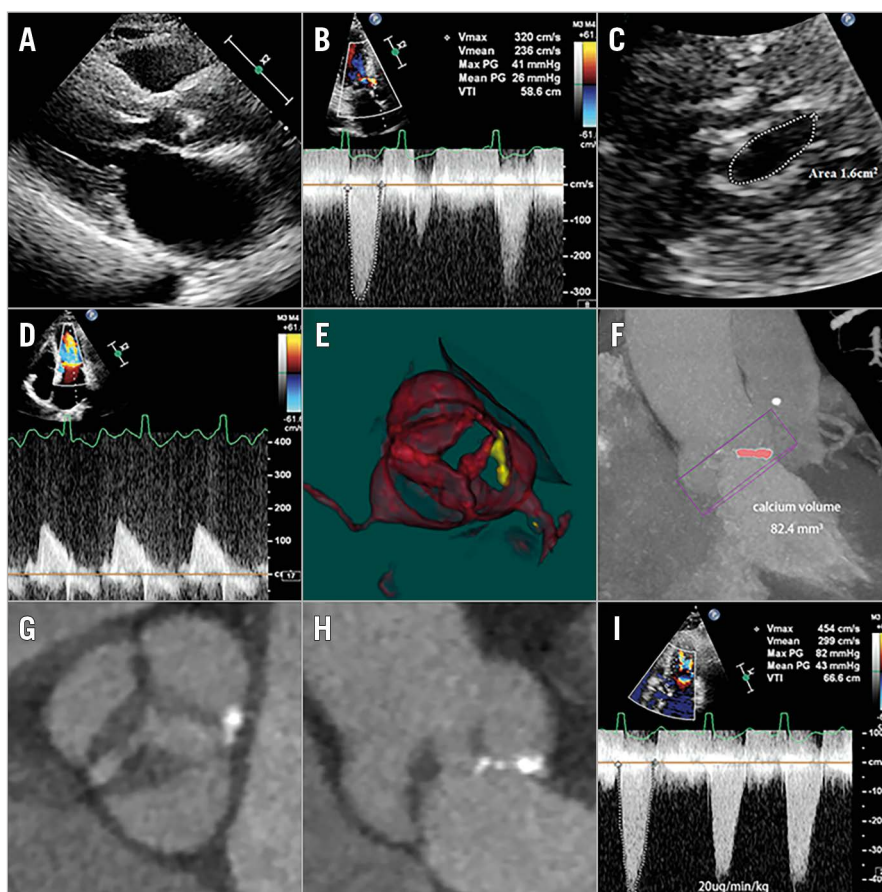 A
B
Vmax 320 cm/s
Vmean 236 cm/s
Max PG 41 mmHg
Mean PG 26 mmHg
VTI 58.6 cm
M3 M4
+61.
cm/s
-100
-200
-300
C
Area 1.6cm²
D
M3 M4
+61.
-61.
400
300
200
100
17
E
F
calcium volume
82.4 mm³
G
H
I
Vmax 454 cm/s
Vmean 299 cm/s
Max PG 82 mmHg
Mean PG 43 mmHg
VTI 66.6 cm
M3 M4
+61.
20ug/min/kg